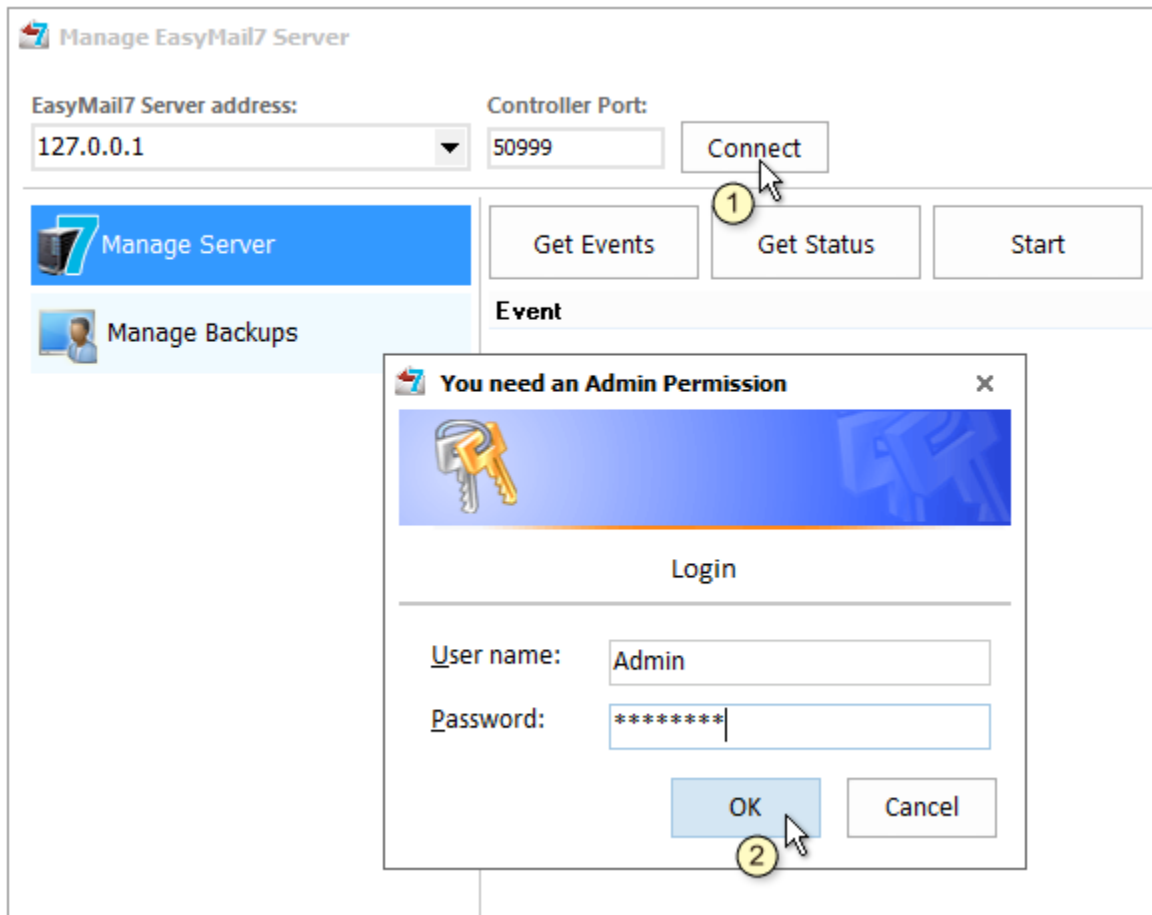 Manage EasyMail7 Server
EasyMail7 Server address: Controller Port:
127.0.0.1 50999 Connect
1
7 Manage Server Get Events Get Status Start
Manage Backups Event
You need an Admin Permission
Login
User name: Admin
Password: ********
OK Cancel
2